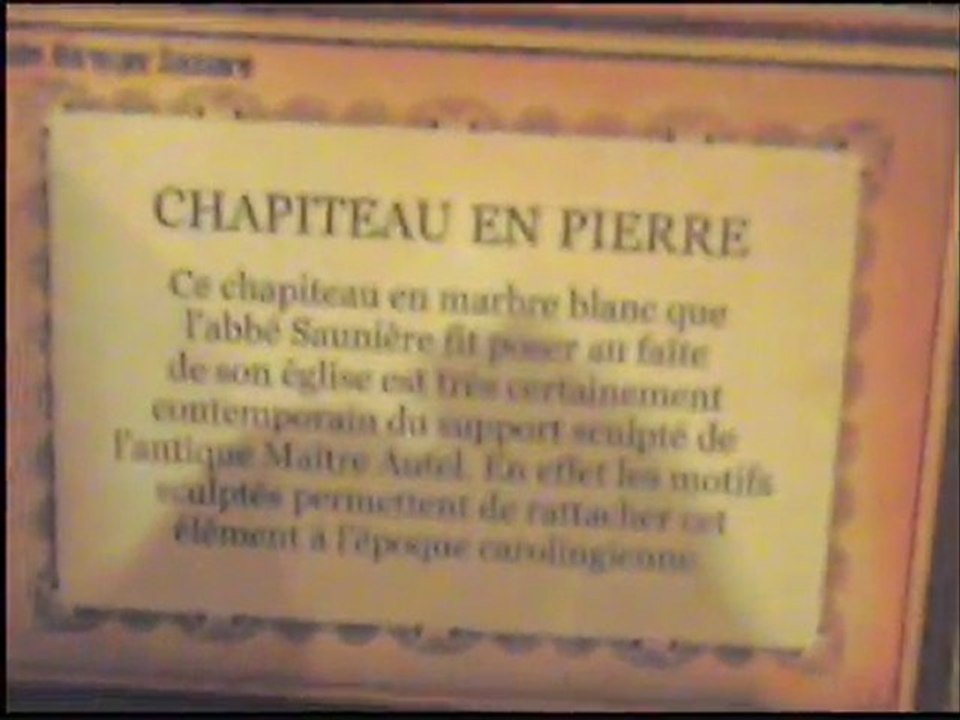 CHAPITEAU EN PIERRE
Ce chapiteau en marbre blanc que
l'abbé Saunière fit poser au faîte
de son église est très certainement
contemporain du support sculpté de
l'antique Maître Autel. En effet les motifs
sculptés permettent de rattacher cet
élément à l'époque carolingienne